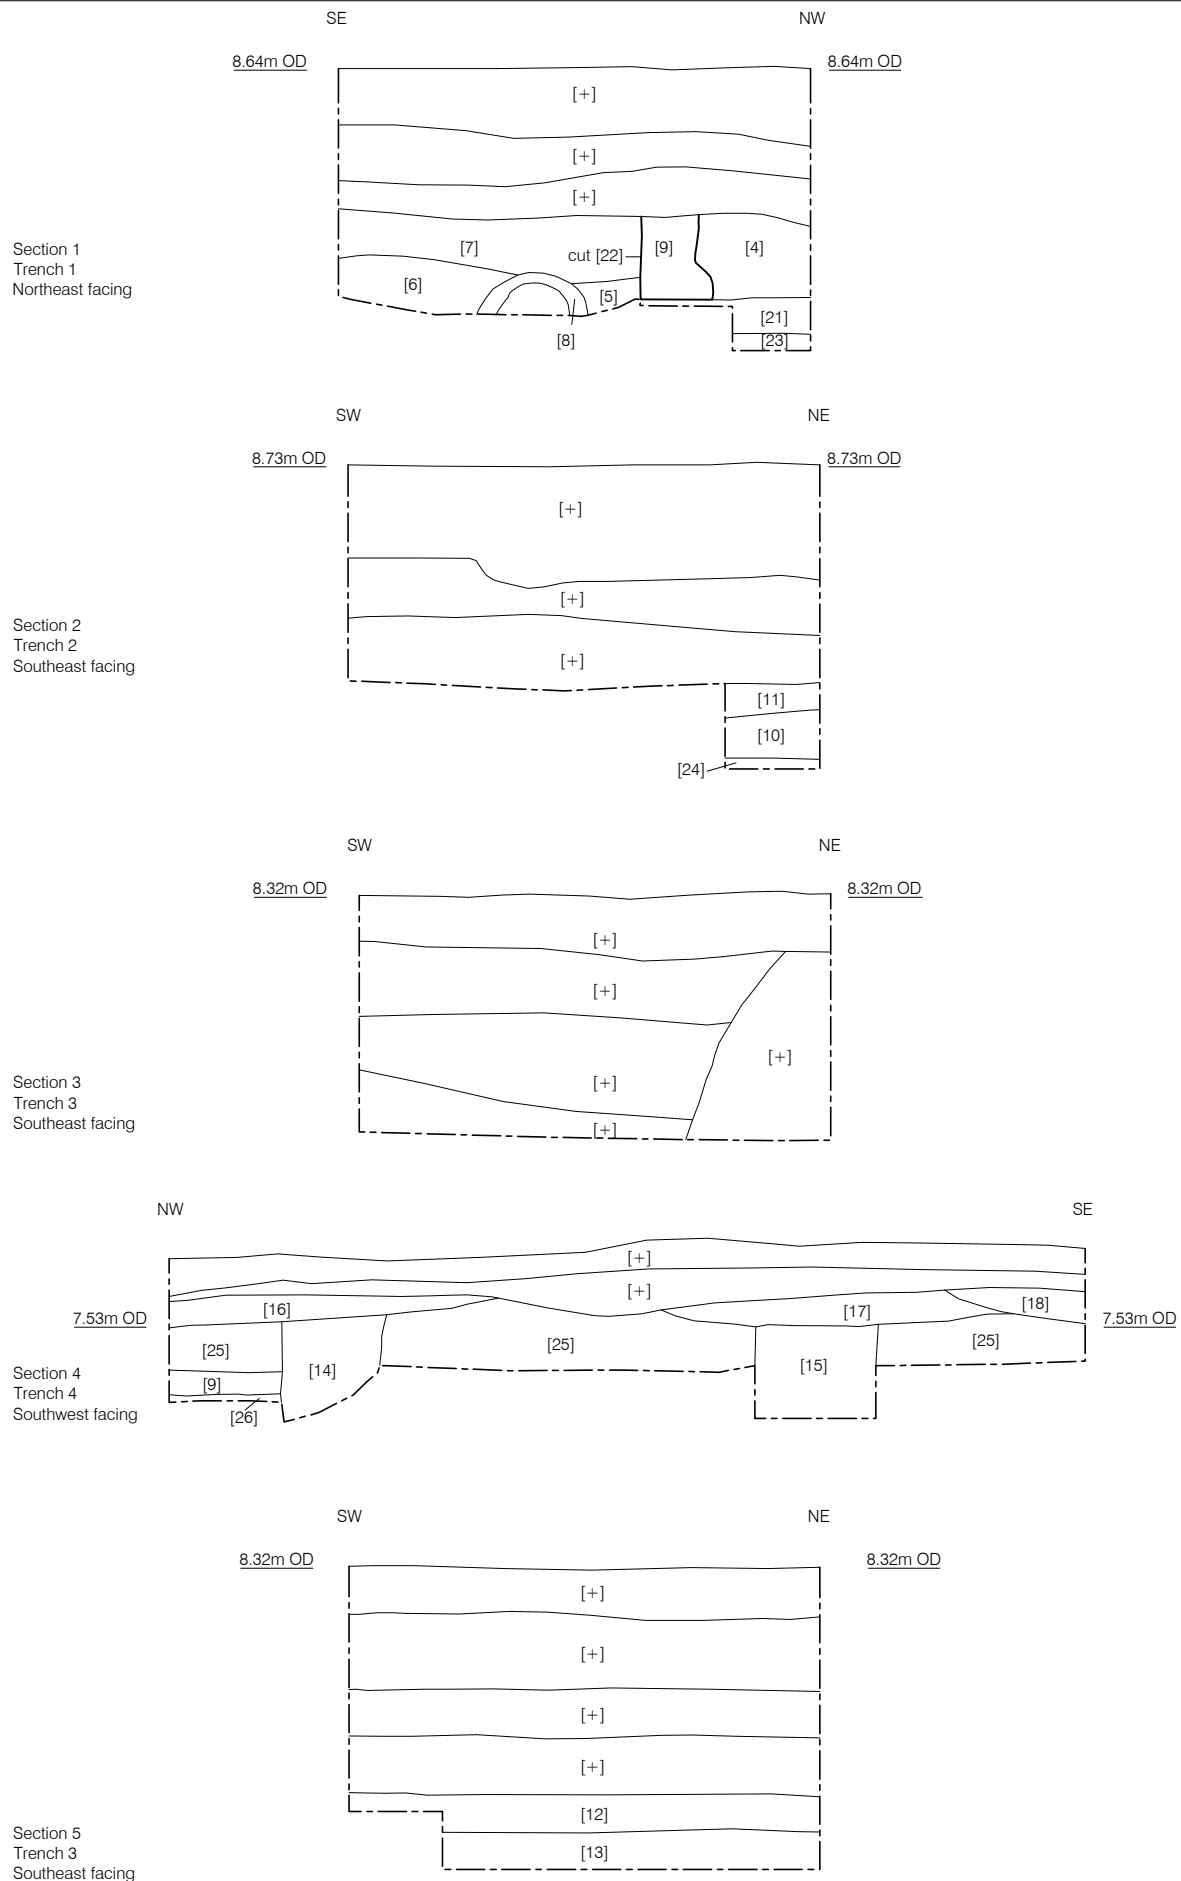 SE NW
8.64m OD 8.64m OD
[+]
[+]
[+]
Section 1
Trench 1
Northeast facing
[7]
cut [22]
[9]
[4]
[6]
[5]
[8]
[21]
[23]
SW NE
8.73m OD 8.73m OD
[+]
[+]
[+]
Section 2
Trench 2
Southeast facing
[11]
[10]
[24]
SW NE
8.32m OD 8.32m OD
[+]
[+]
[+]
[+]
[+]
Section 3
Trench 3
Southeast facing
NW SE
[+]
[+]
[16]
[17]
[18]
7.53m OD 7.53m OD
[25]
[25]
[25]
[14]
[15]
[9]
[26]
Section 4
Trench 4
Southwest facing
SW NE
8.32m OD 8.32m OD
[+]
[+]
[+]
[+]
[12]
[13]
Section 5
Trench 3
Southeast facing